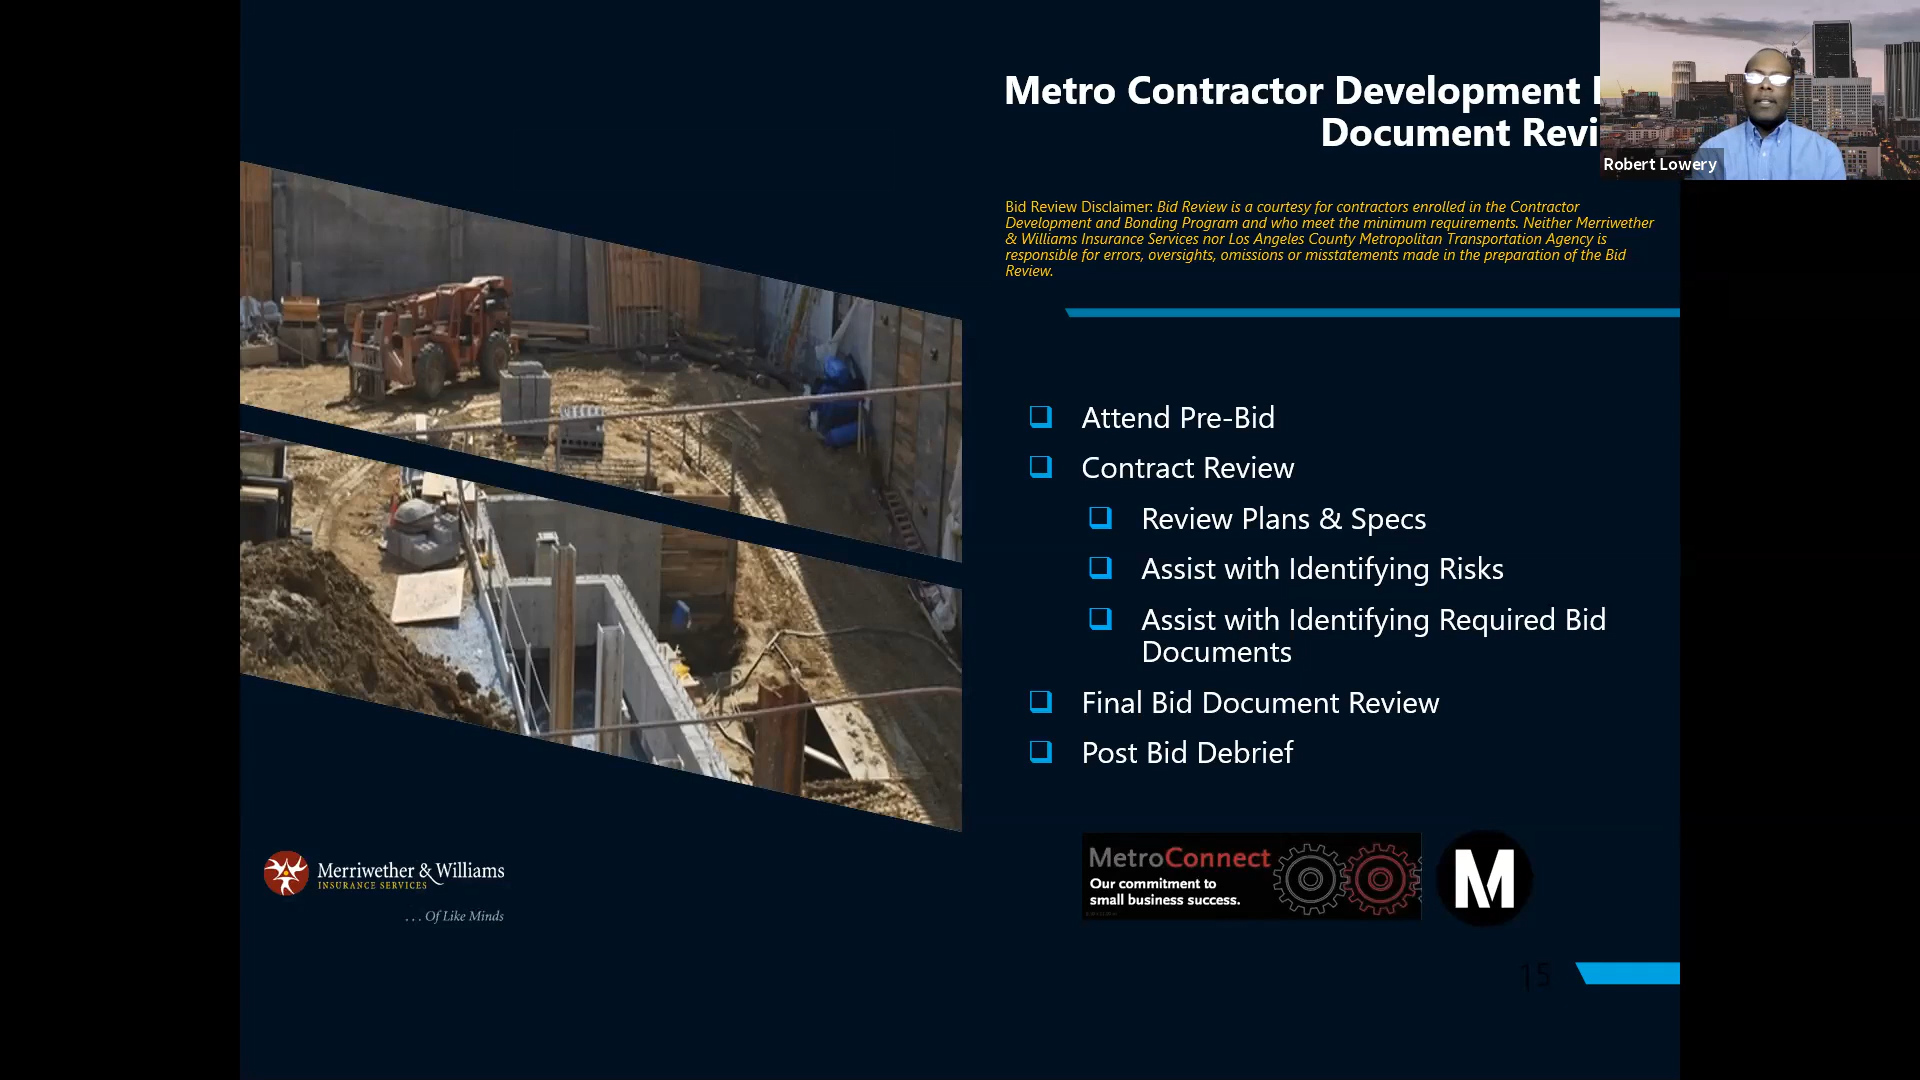 Metro Contractor Development
Document Revi
Robert Lowery
Bid Review Disclaimer: Bid Review is a courtesy for contractors enrolled in the Contractor
Development and Bonding Program and who meet the minimum requirements. Neither Merriwether
& Williams Insurance Services nor Los Angeles County Metropolitan Transportation Agency is
responsible for errors, oversights, omissions or misstatements made in the preparation of the Bid
Review.
Attend Pre-Bid
Contract Review
Review Plans & Specs
Assist with Identifying Risks
Assist with Identifying Required Bid
Documents
Final Bid Document Review
Post Bid Debrief
Merriwether & Williams
INSURANCE SERVICES
... Of Like Minds
MetroConnect
Our commitment to
small business success.
M
15